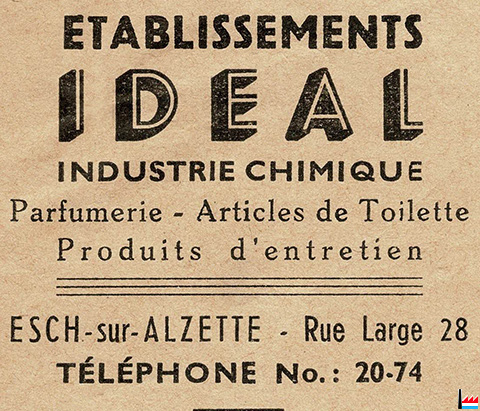 ETABLISSEMENTS
IDEAL
INDUSTRIE CHIMIQUE
Parfumerie - Articles de Toilette
Produits d'entretien
ESCH-sur-ALZETTE - Rue Large 28
TÉLÉPHONE No.: 20-74